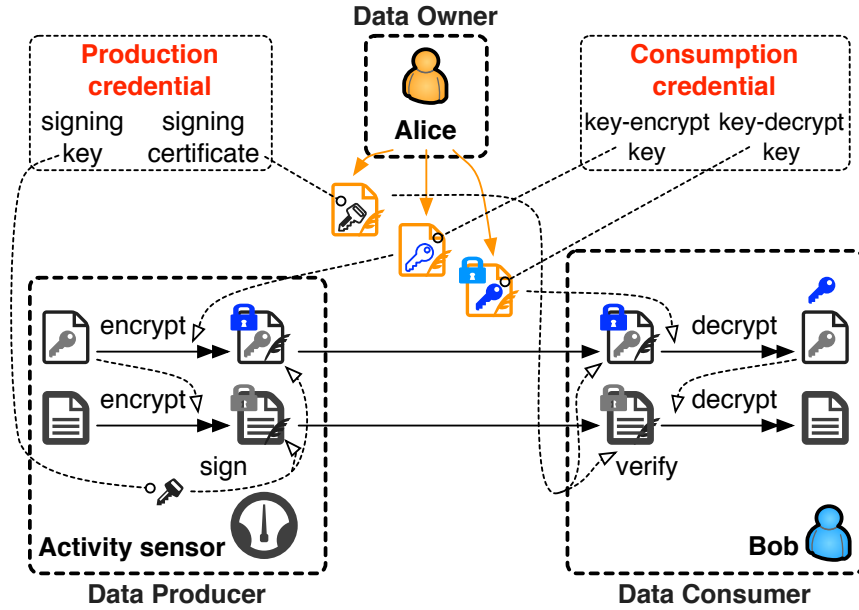 Data Owner
Production
credential
signing signing
key certificate
Alice
Consumption
credential
key-encrypt key-decrypt
key key
encrypt
encrypt
sign
Activity sensor
Data Producer
decrypt
decrypt
verify
Bob
Data Consumer